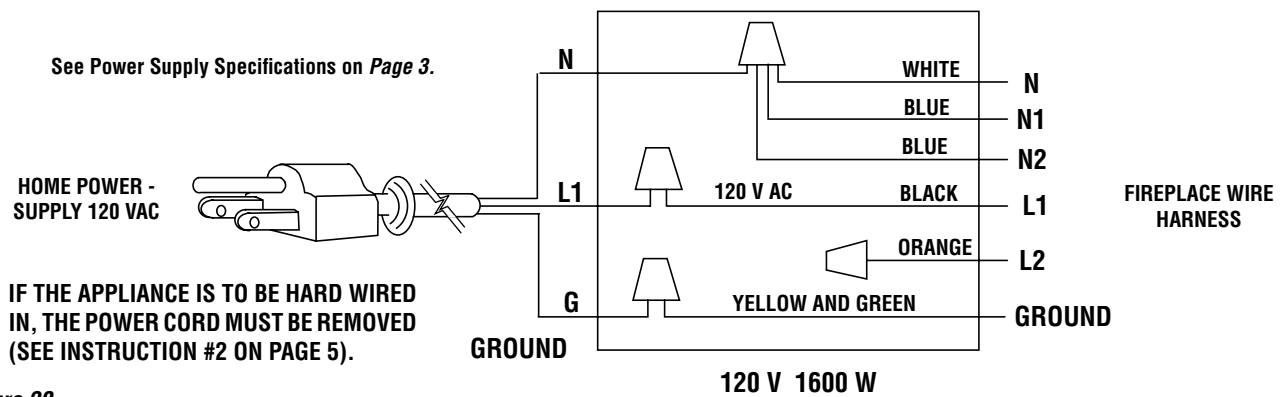 See Power Supply Specifications on Page 3.
N
WHITE
N
BLUE
N1
BLUE
N2
HOME POWER -
SUPPLY 120 VAC
L1
120 V AC
BLACK
L1
FIREPLACE WIRE
HARNESS
ORANGE
L2
IF THE APPLIANCE IS TO BE HARD WIRED
IN, THE POWER CORD MUST BE REMOVED
(SEE INSTRUCTION #2 ON PAGE 5).
G
GROUND
YELLOW AND GREEN
GROUND
120 V 1600 W